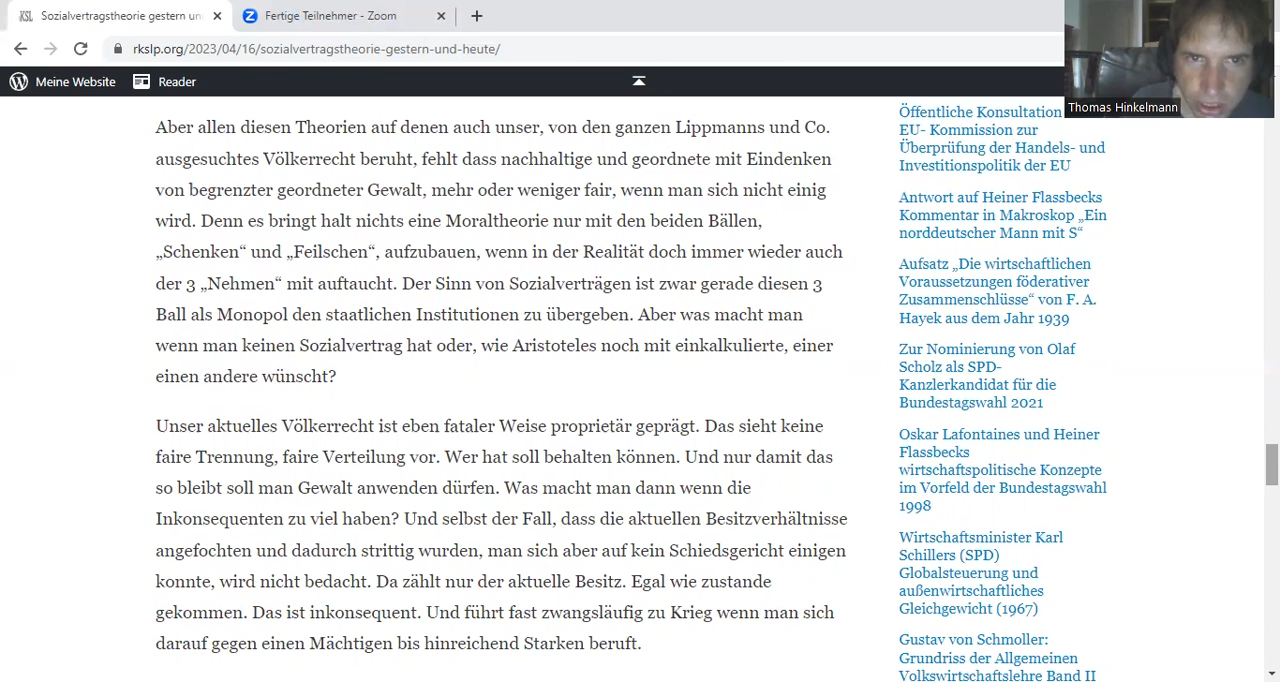 KSL Sozialvertragstheorie gestern un
Fertige Teilnehmer - Zoom
rkslp.org/2023/04/16/sozialvertragstheorie-gestern-und-heute/
Meine Website Reader
Thomas Hinkelmann
Aber allen diesen Theorien auf denen auch unser, von den ganzen Lippmanns und Co.
ausgesuchtes Völkerrecht beruht, fehlt dass nachhaltige und geordnete mit Eindenken
von begrenzter geordneter Gewalt, mehr oder weniger fair, wenn man sich nicht einig
wird. Denn es bringt halt nichts eine Moraltheorie nur mit den beiden Bällen,
„Schenken“ und „Feilschen“, aufzubauen, wenn in der Realität doch immer wieder auch
der 3 „Nehmen“ mit auftaucht. Der Sinn von Sozialverträgen ist zwar gerade diesen 3
Ball als Monopol den staatlichen Institutionen zu übergeben. Aber was macht man
wenn man keinen Sozialvertrag hat oder, wie Aristoteles noch mit einkalkulierte, einer
einen andere wünscht?
Unser aktuelles Völkerrecht ist eben fataler Weise proprietär geprägt. Das sieht keine
faire Trennung, faire Verteilung vor. Wer hat soll behalten können. Und nur damit das
so bleibt soll man Gewalt anwenden dürfen. Was macht man dann wenn die
Inkonsequenten zu viel haben? Und selbst der Fall, dass die aktuellen Besitzverhältnisse
angefochten und dadurch strittig wurden, man sich aber auf kein Schiedsgericht einigen
konnte, wird nicht bedacht. Da zählt nur der aktuelle Besitz. Egal wie zustande
gekommen. Das ist inkonsequent. Und führt fast zwangsläufig zu Krieg wenn man sich
darauf gegen einen Mächtigen bis hinreichend Starken beruft.
Öffentliche Konsultation
EU- Kommission zur
Überprüfung der Handels- und
Investitionspolitik der EU
Antwort auf Heiner Flassbecks
Kommentar in Makroskop „Ein
norddeutscher Mann mit S“
Aufsatz „Die wirtschaftlichen
Voraussetzungen föderativer
Zusammenschlüsse“ von F. A.
Hayek aus dem Jahr 1939
Zur Nominierung von Olaf
Scholz als SPD-
Kanzlerkandidat für die
Bundestagswahl 2021
Oskar Lafontaines und Heiner
Flassbecks
wirtschaftspolitische Konzepte
im Vorfeld der Bundestagswahl
1998
Wirtschaftsminister Karl
Schillers (SPD)
Globalsteuerung und
außenwirtschaftliches
Gleichgewicht (1967)
Gustav von Schmoller:
Grundriss der Allgemeinen
Volkswirtschaftslehre Band II